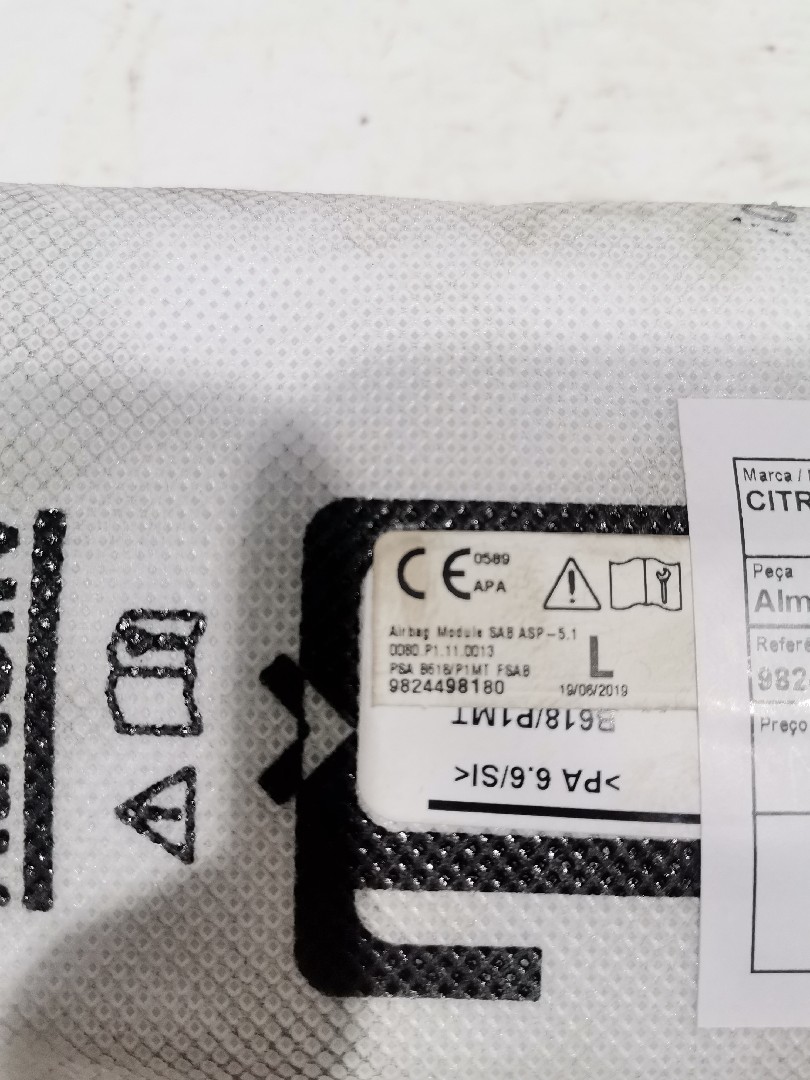 CE 0589
APA
Airbag Module SAB ASP-5.1
0080.P1.11.0013
PSA B618/P1MT FSAB
9824498180
L
19/06/2019
B618/P1MT
>PA 6.6/SI<
Marca /
CITR
Peça
Alm
Refere
982
Preço